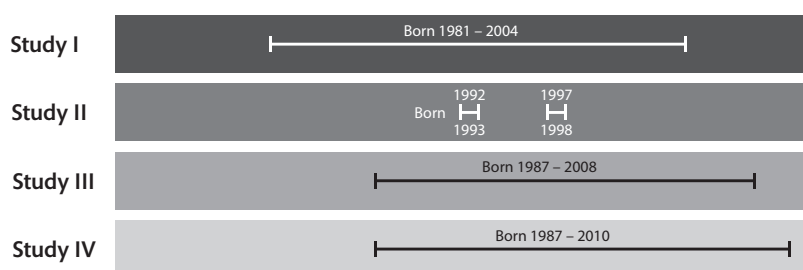 Study I
Born 1981 – 2004
Study II
1992 1997
Born
1993 1998
Study III
Born 1987 – 2008
Study IV
Born 1987 – 2010